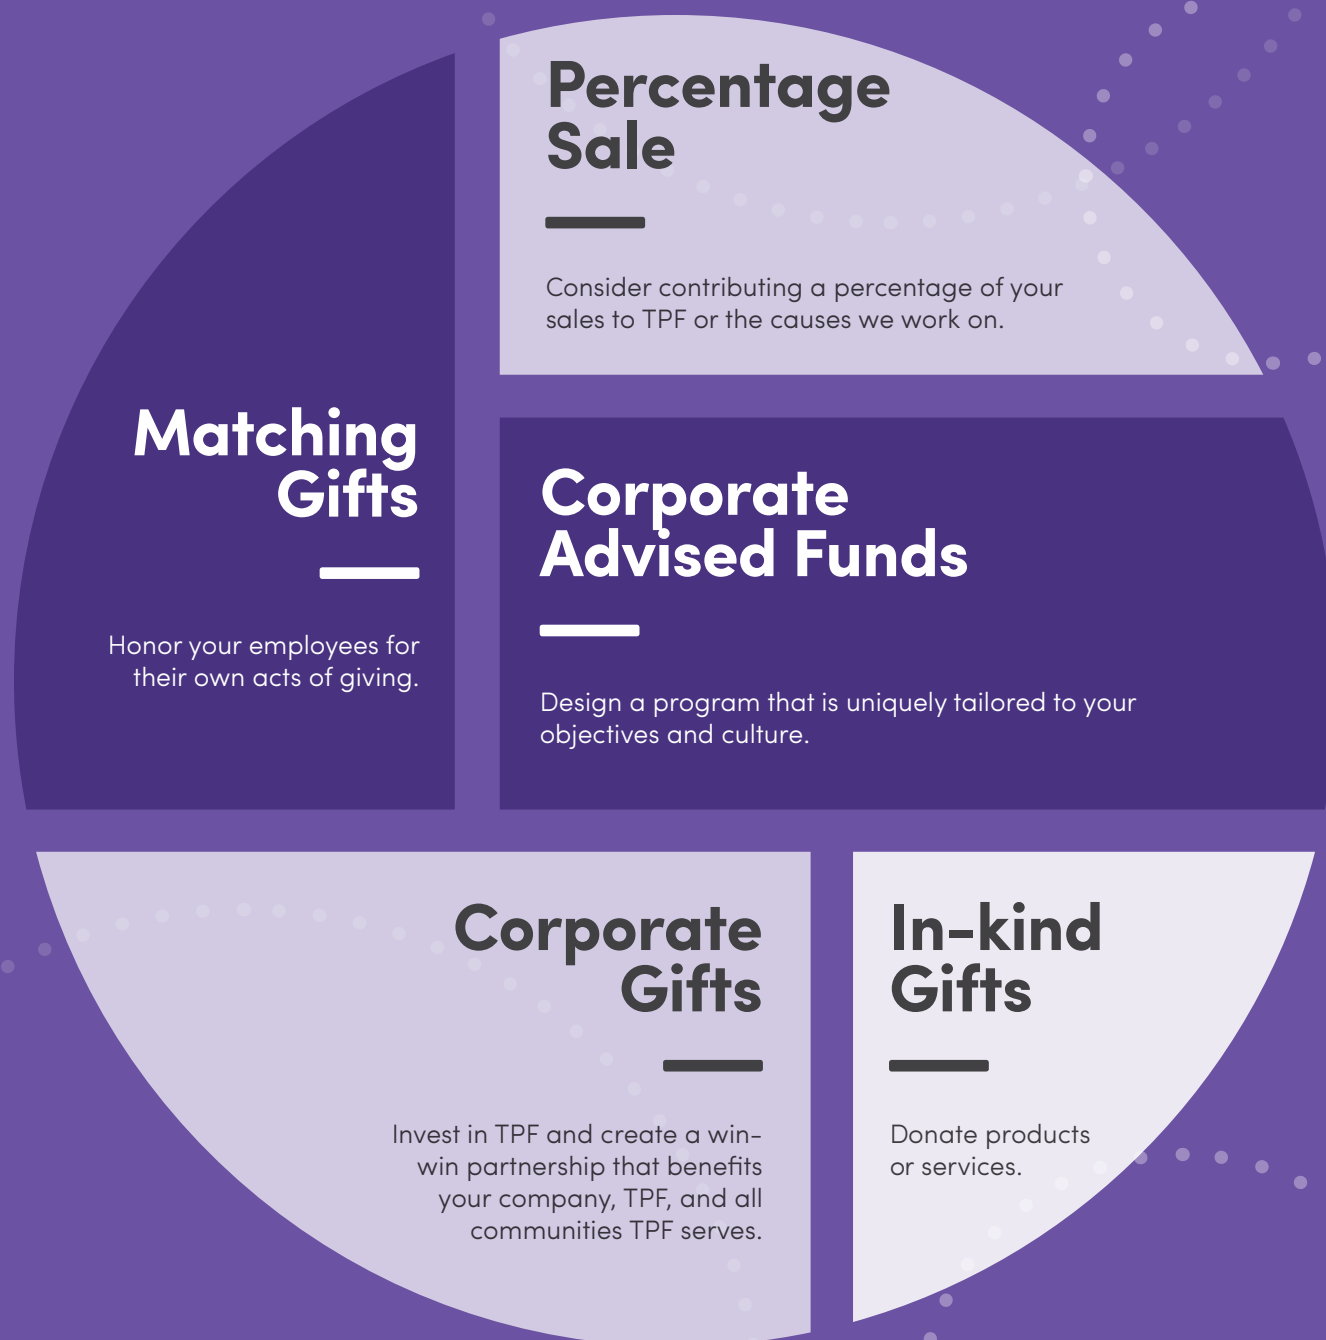 Percentage
Sale
Consider contributing a percentage of your
sales to TPF or the causes we work on.
Matching
Gifts
Honor your employees for
their own acts of giving.
Corporate
Advised Funds
Design a program that is uniquely tailored to your
objectives and culture.
Corporate
Gifts
Invest in TPF and create a win-
win partnership that benefits
your company, TPF, and all
communities TPF serves.
In-kind
Gifts
Donate products
or services.